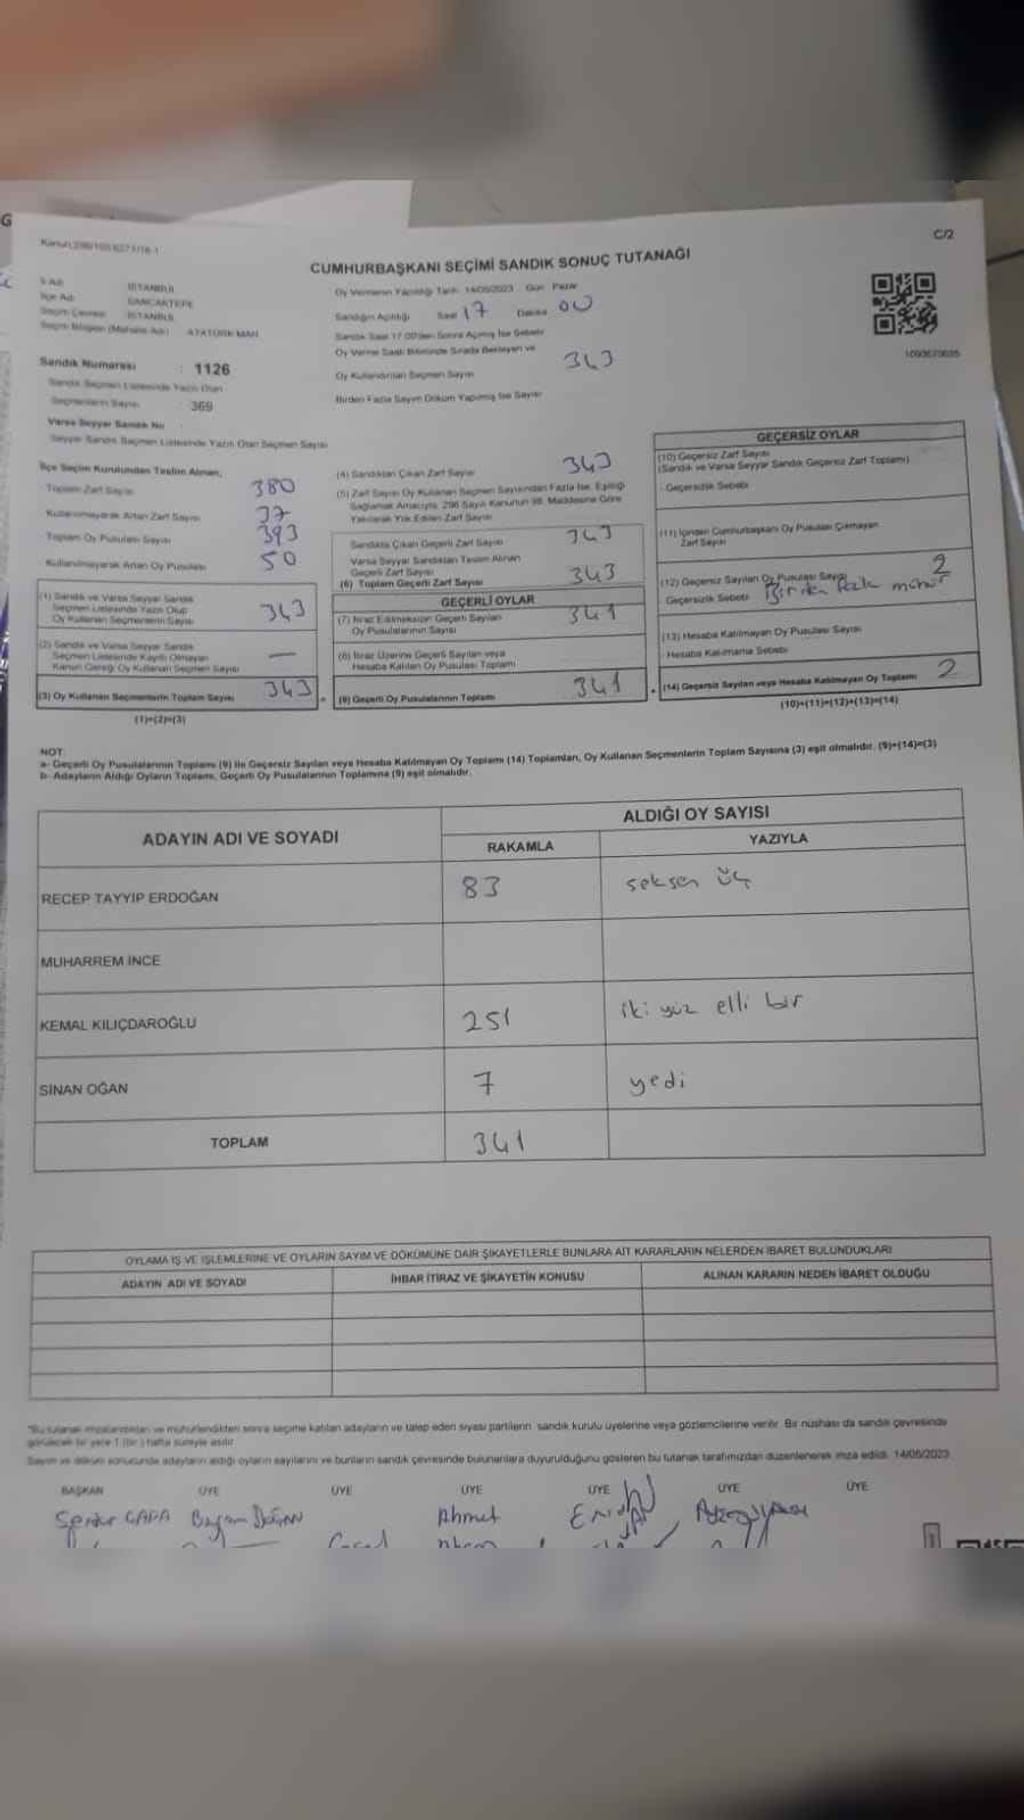 C/2
CUMHURBAŞKANI SEÇİMİ SANDIK SONUÇ TUTANAĞI
İl Adı İSTANBUL
İlçe Adı SANCAKTEPE
Seçim Çevresi İSTANBUL
Seçim Bölgesi (Mahalle Adı) ATATÜRK MAH
Sandık Numarası : 1126
Sandık Seçmen Listesinde Yazılı Olan
Seçmenlerin Sayısı : 369
Varsa Seyyar Sandık No
Seyyar Sandık Seçmen Listesinde Yazılı Olan Seçmen Sayısı
Oy Vermenin Yapıldığı Tarih: 14/05/2023 Gün: Pazar
Sandığın Açıldığı Saat 17 Dakika 00
Sandık Saat 17.00'den Sonra Açılmış İse Sebebi
Oy Verme Saati Bitiminde Sırada Bekleyen ve
Oy Kullandırılan Seçmen Sayısı 343
Birden Fazla Sayım Döküm Yapılmış İse Sayısı
İlçe Seçim Kurulundan Teslim Alınan,
Toplam Zarf Sayısı 380
Kullanılmayarak Artan Zarf Sayısı 37
Toplam Oy Pusulası Sayısı 393
Kullanılmayarak Artan Oy Pusulası 50
(1) Sandık ve Varsa Seyyar Sandık
Seçmen Listesinde Yazılı Olup
Oy Kullanan Seçmenlerin Sayısı 343
(2) Sandık ve Varsa Seyyar Sandık
Seçmen Listesinde Kayıtlı Olmayan
Kanun Gereği Oy Kullanan Seçmen Sayısı —
(3) Oy Kullanan Seçmenlerin Toplam Sayısı 343
(1)+(2)=(3)
(4) Sandıktan Çıkan Zarf Sayısı 343
(5) Zarf Sayısı Oy Kullanan Seçmen Sayısından Fazla İse, Eşitliği
Sağlamak Amacıyla, 298 Sayılı Kanunun 98. Maddesine Göre
Yakılarak Yok Edilen Zarf Sayısı
Sandıkta Çıkan Geçerli Zarf Sayısı 343
Varsa Seyyar Sandıktan Teslim Alınan
Geçerli Zarf Sayısı
(6) Toplam Geçerli Zarf Sayısı 343
GEÇERLİ OYLAR
(7) İtiraz Edilmeksizin Geçerli Sayılan
Oy Pusulalarının Sayısı 341
(8) İtiraz Üzerine Geçerli Sayılan veya
Hesaba Katılan Oy Pusulası Toplamı
(9) Geçerli Oy Pusulalarının Toplamı 341
GEÇERSİZ OYLAR
(10) Geçersiz Zarf Sayısı
(Sandık ve Varsa Seyyar Sandık Geçersiz Zarf Toplamı)
Geçersizlik Sebebi
(11) İçinden Cumhurbaşkanı Oy Pusulası Çıkmayan
Zarf Sayısı
(12) Geçersiz Sayılan Oy Pusulası Sayısı 2
Geçersizlik Sebebi Birden fazla mühür
(13) Hesaba Katılmayan Oy Pusulası Sayısı
Hesaba Katılmama Sebebi
(14) Geçersiz Sayılan veya Hesaba Katılmayan Oy Toplamı 2
(10)+(11)+(12)+(13)=(14)
NOT:
a- Geçerli Oy Pusulalarının Toplamı (9) ile Geçersiz Sayılan veya Hesaba Katılmayan Oy Toplamı (14) Toplamları, Oy Kullanan Seçmenlerin Toplam Sayısına (3) eşit olmalıdır. (9)+(14)=(3)
b- Adayların Aldığı Oyların Toplamı, Geçerli Oy Pusulalarının Toplamına (9) eşit olmalıdır.
ADAYIN ADI VE SOYADI
ALDIĞI OY SAYISI
RAKAMLA YAZIYLA
RECEP TAYYIP ERDOĞAN 83 seksen üç
MUHARREM İNCE
KEMAL KILIÇDAROĞLU 251 iki yüz elli bir
SİNAN OĞAN 7 yedi
TOPLAM 341
OYLAMA İŞ VE İŞLEMLERİNE VE OYLARIN SAYIM VE DÖKÜMÜNE DAİR ŞİKAYETLERLE BUNLARA AİT KARARLARIN NELERDEN İBARET BULUNDUKLARI
ADAYIN ADI VE SOYADI İHBAR İTİRAZ VE ŞİKAYETİN KONUSU ALINAN KARARIN NEDEN İBARET OLDUĞU
*Bu tutanak imzalandıktan ve mühürlendikten sonra seçime katılan adayların ve talep eden siyasi partilerin sandık kurulu üyelerine veya gözlemcilerine verilir. Bir nüshası da sandık çevresinde
görülecek bir yere 1 (bir) hafta süreyle asılır.
Sayım ve döküm sonucunda adayların aldığı oyların sayılarını ve bunların sandık çevresinde bulunanlara duyurulduğunu gösteren bu tutanak tarafımızdan düzenlenerek imza edildi. 14/05/2023
BAŞKAN ÜYE ÜYE ÜYE ÜYE ÜYE ÜYE
Ahmet